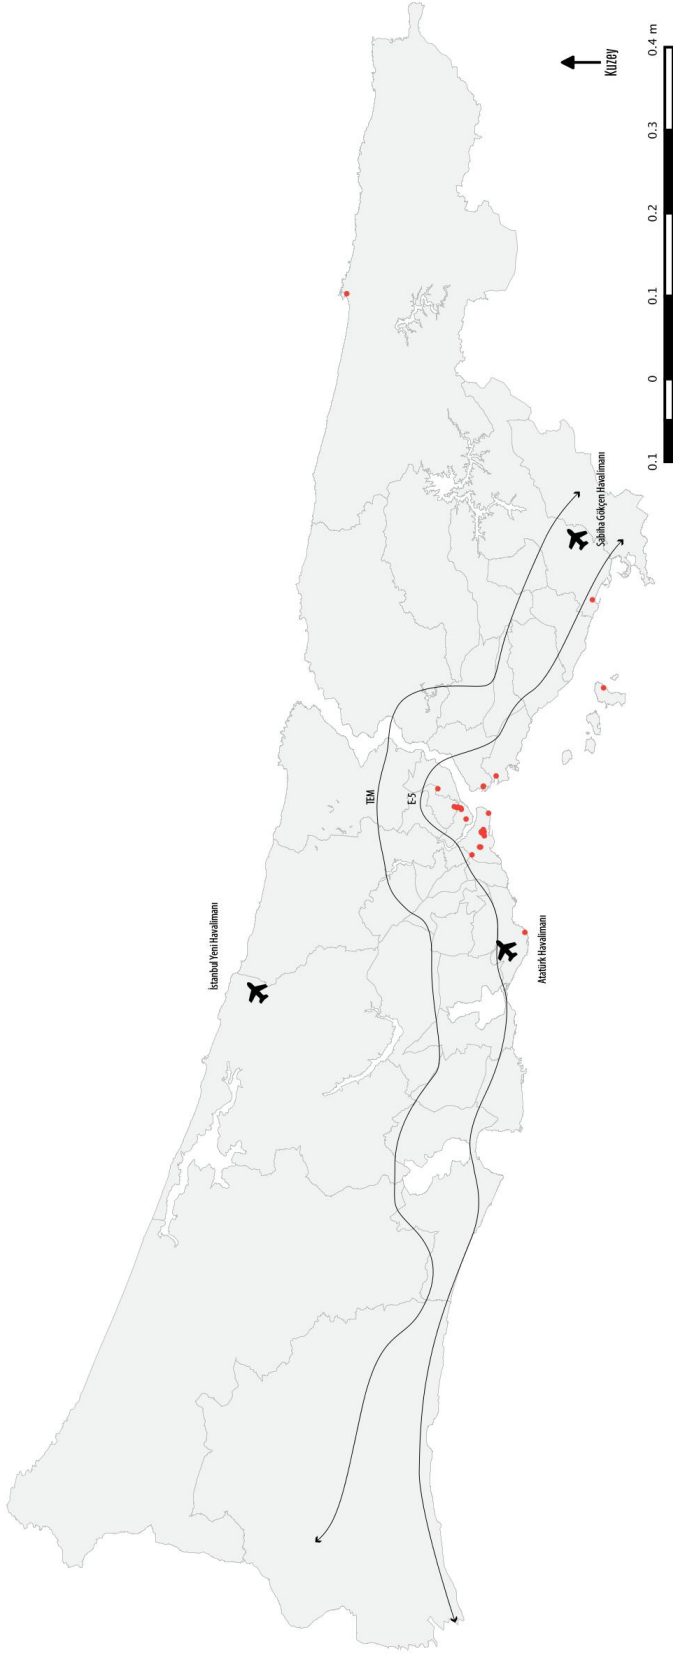 İstanbul Yeni Havalimanı
TEM
E-5
Atatürk Havalimanı
Sabiha Gökçen Havalimanı
Kuzey
0.1 0 0.1 0.2 0.3 0.4 m